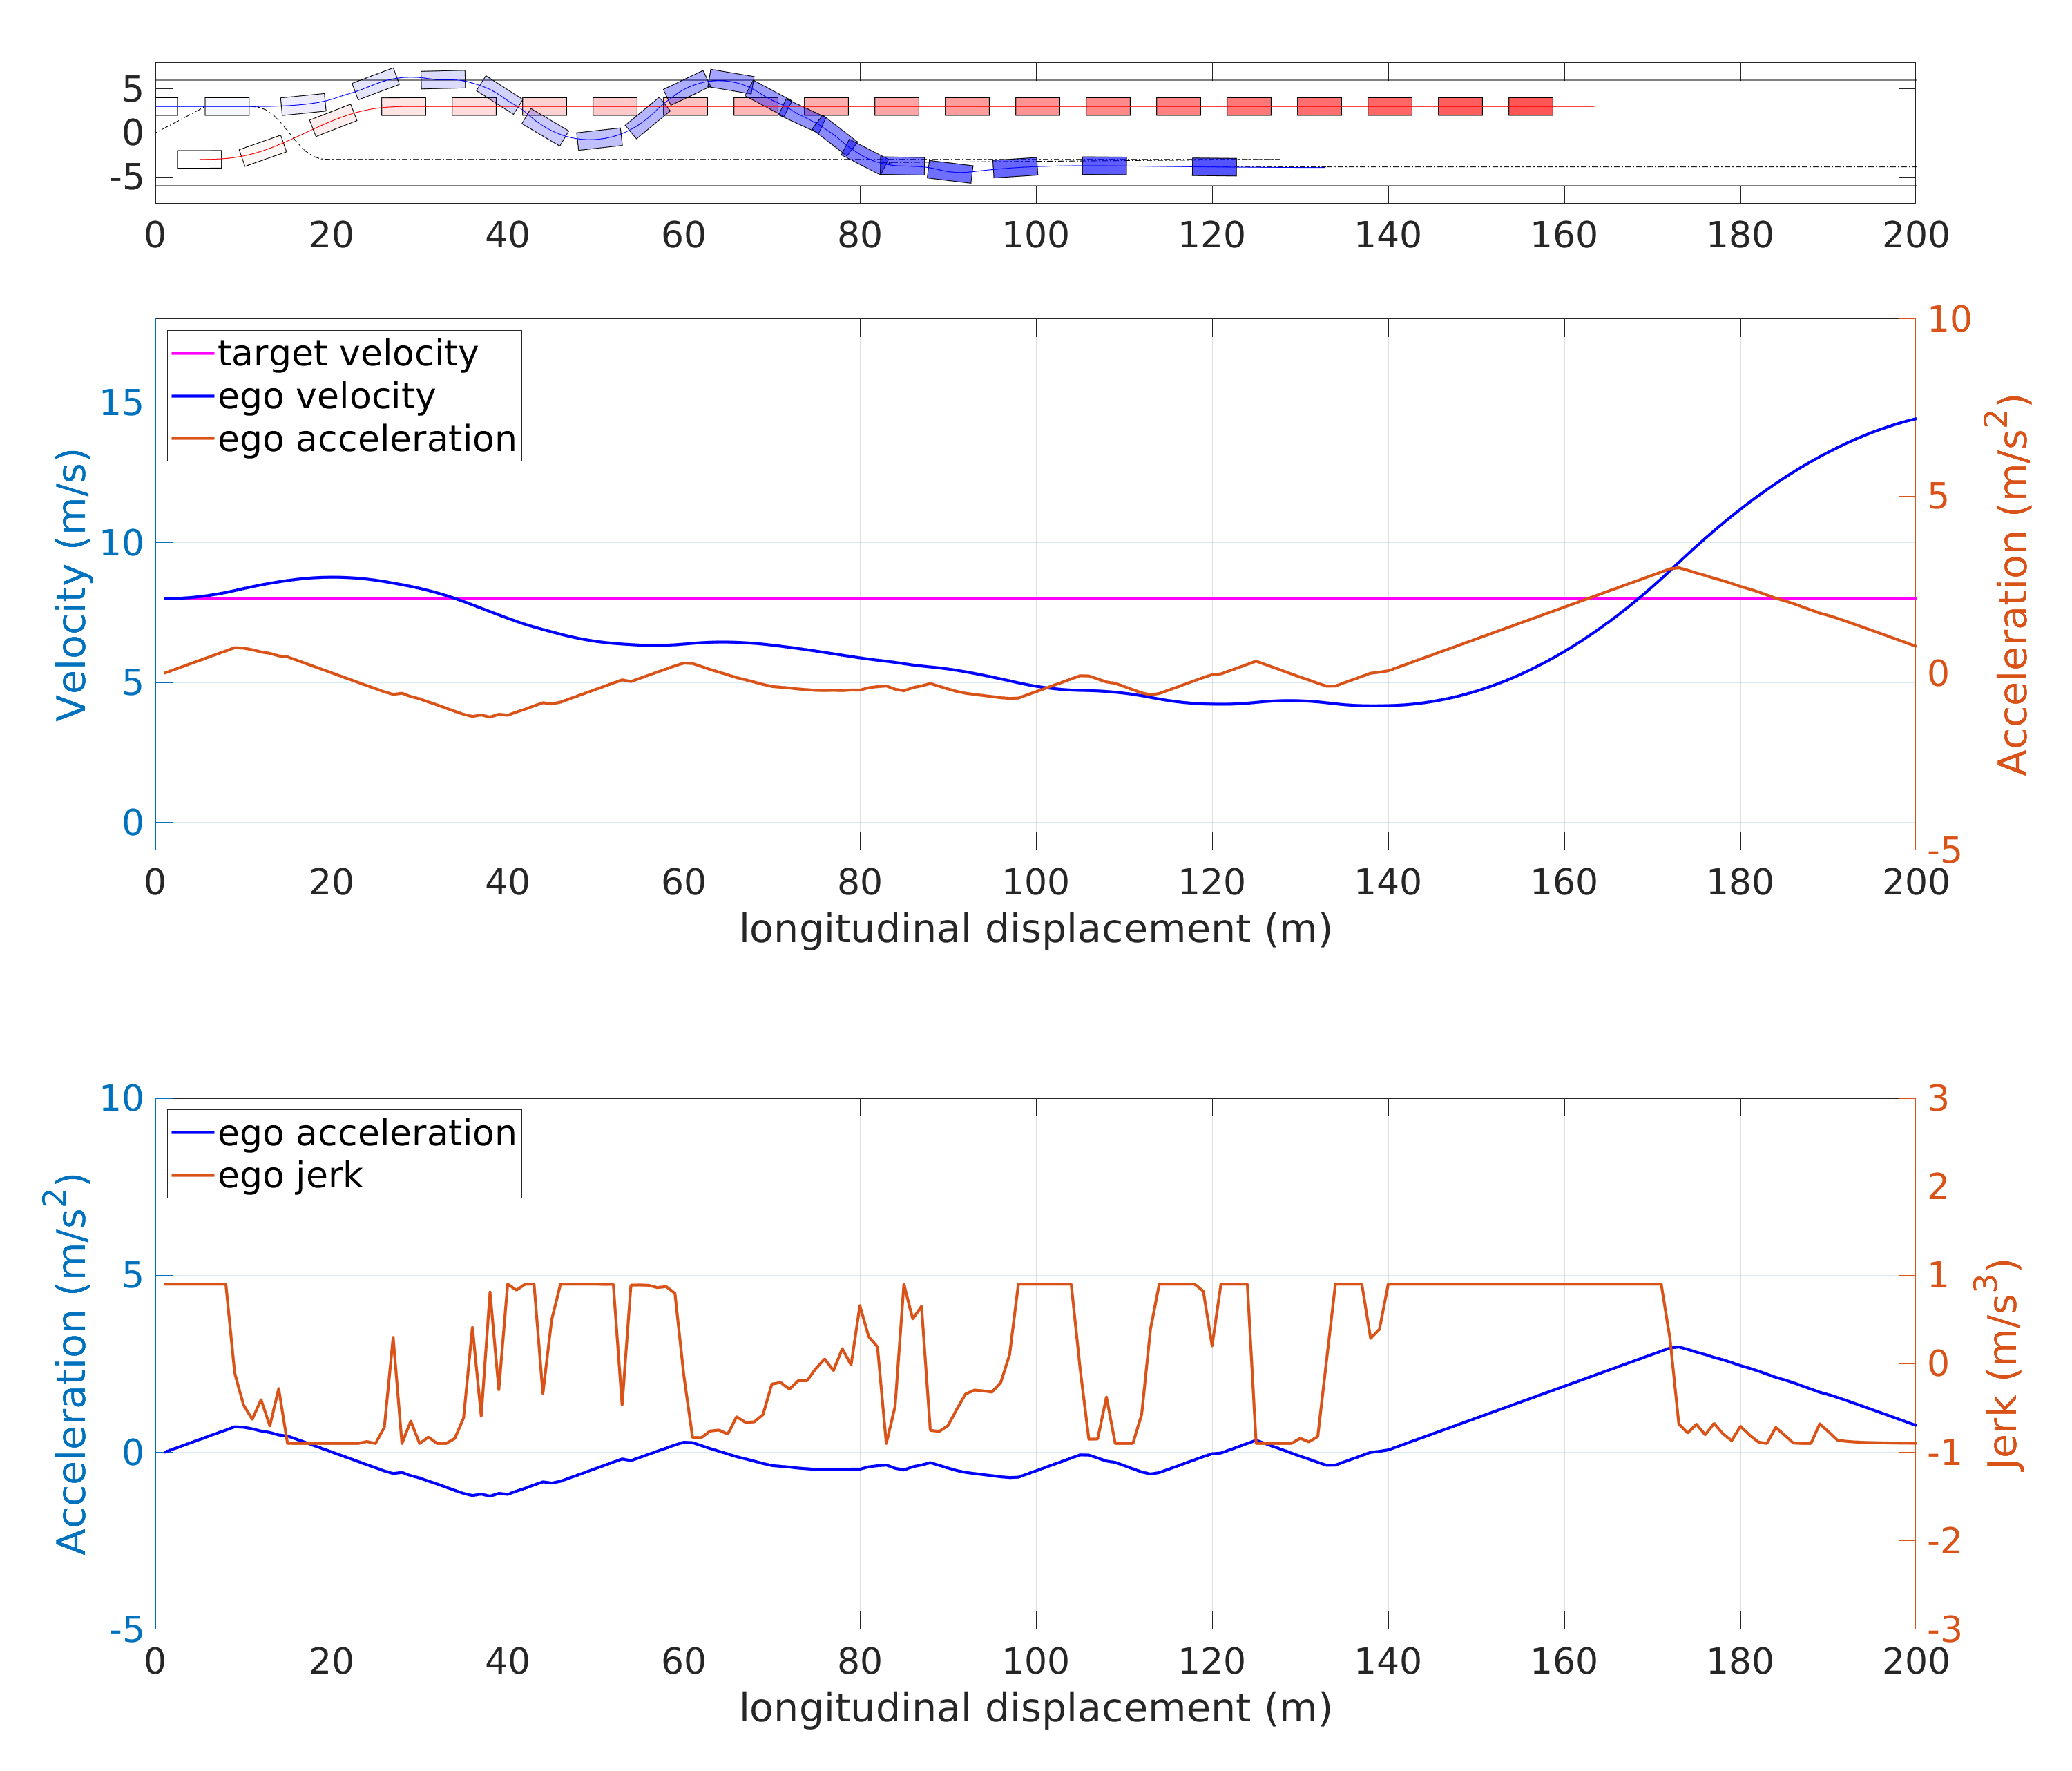 5
0
-5
0 20 40 60 80 100 120 140 160 180 200
target velocity
ego velocity
ego acceleration
Velocity (m/s)
15
10
5
0
Acceleration (m/s²)
10
5
0
-5
0 20 40 60 80 100 120 140 160 180 200
longitudinal displacement (m)
ego acceleration
ego jerk
Acceleration (m/s²)
10
5
0
-5
Jerk (m/s³)
3
2
1
0
-1
-2
-3
0 20 40 60 80 100 120 140 160 180 200
longitudinal displacement (m)